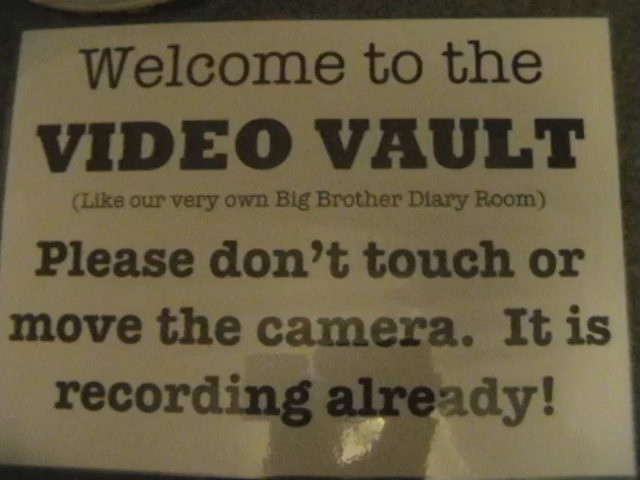 Welcome to the
VIDEO VAULT
(Like our very own Big Brother Diary Room)
Please don't touch or
move the camera. It is
recording already!